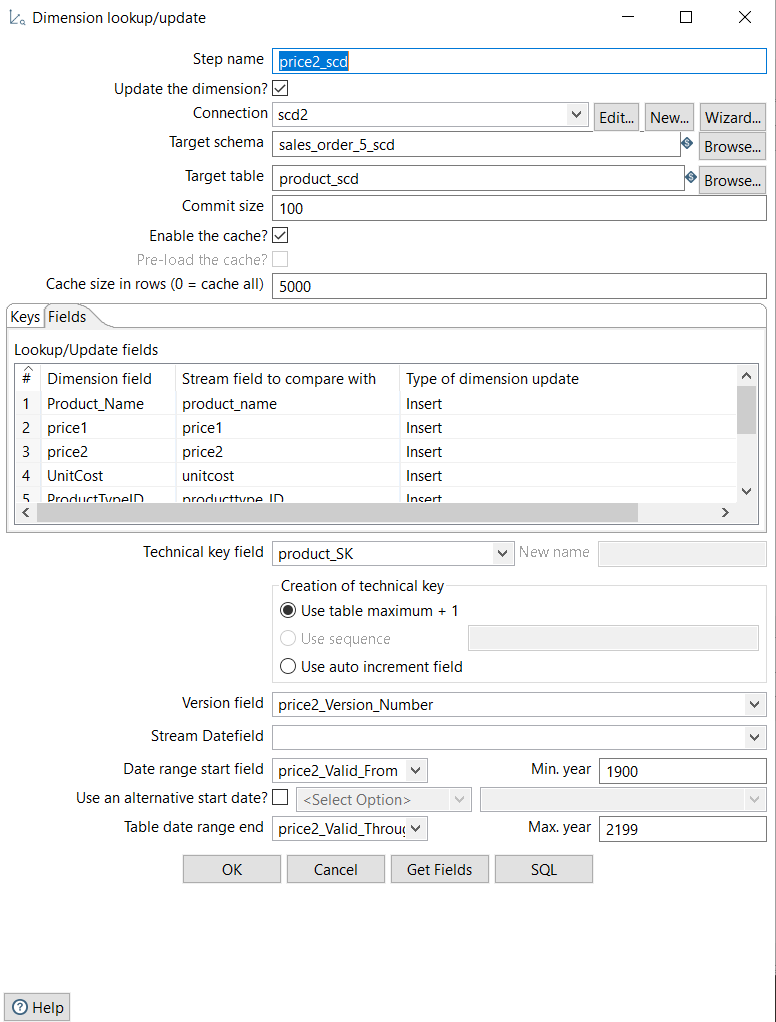 Dimension lookup/update
Step name price2_scd
Update the dimension?
Connection scd2 Edit... New... Wizard...
Target schema sales_order_5_scd Browse...
Target table product_scd Browse...
Commit size 100
Enable the cache?
Pre-load the cache?
Cache size in rows (0 = cache all) 5000
Keys Fields
Lookup/Update fields
# Dimension field Stream field to compare with Type of dimension update
1 Product_Name product_name Insert
2 price1 price1 Insert
3 price2 price2 Insert
4 UnitCost unitcost Insert
5 ProductTypeID producttype_ID Insert
Technical key field product_SK New name
Creation of technical key
Use table maximum + 1
Use sequence
Use auto increment field
Version field price2_Version_Number
Stream Datefield
Date range start field price2_Valid_From Min. year 1900
Use an alternative start date? <Select Option>
Table date range end price2_Valid_Throug Max. year 2199
OK Cancel Get Fields SQL
Help